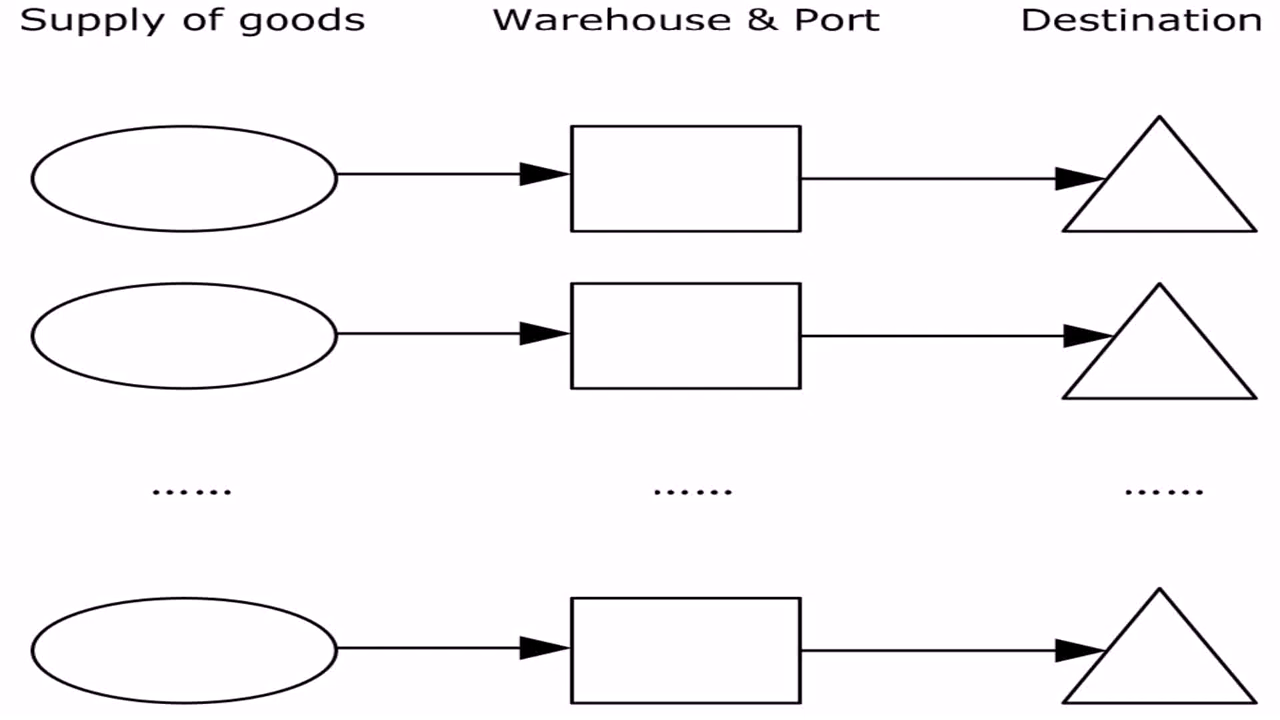 Supply of goods
Warehouse & Port
Destination
…… …… ……